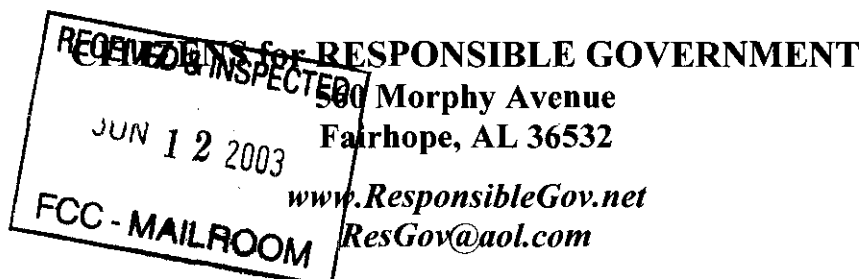 RECEIVED & INSPECTED
JUN 12 2003
FCC - MAILROOM
CITIZENS for RESPONSIBLE GOVERNMENT
560 Morphy Avenue
Fairhope, AL 36532
www.ResponsibleGov.net
ResGov@aol.com